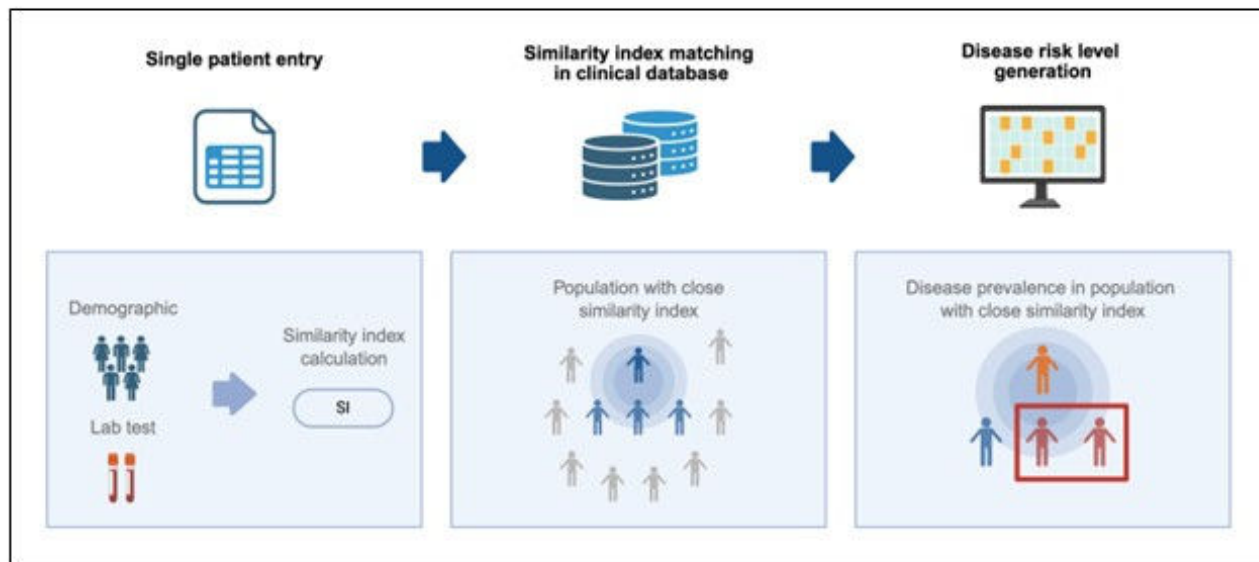 Single patient entry
Similarity index matching
in clinical database
Disease risk level
generation
Demographic
Lab test
Similarity index
calculation
SI
Population with close
similarity index
Disease prevalence in population
with close similarity index